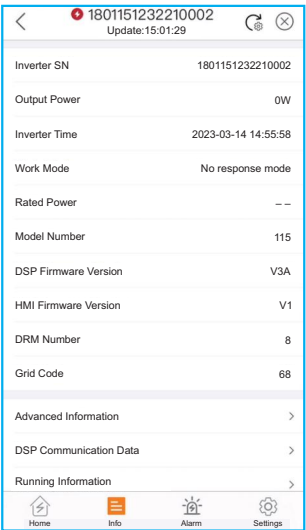 1801151232210002
Update:15:01:29
Inverter SN 1801151232210002
Output Power 0W
Inverter Time 2023-03-14 14:55:58
Work Mode No response mode
Rated Power – –
Model Number 115
DSP Firmware Version V3A
HMI Firmware Version V1
DRM Number 8
Grid Code 68
Advanced Information
DSP Communication Data
Running Information
Home Info Alarm Settings